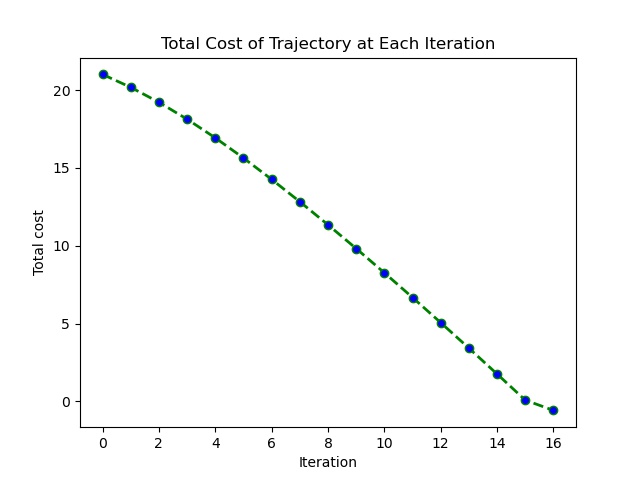 Total Cost of Trajectory at Each Iteration
Total cost
20
15
10
5
0
0 2 4 6 8 10 12 14 16
Iteration